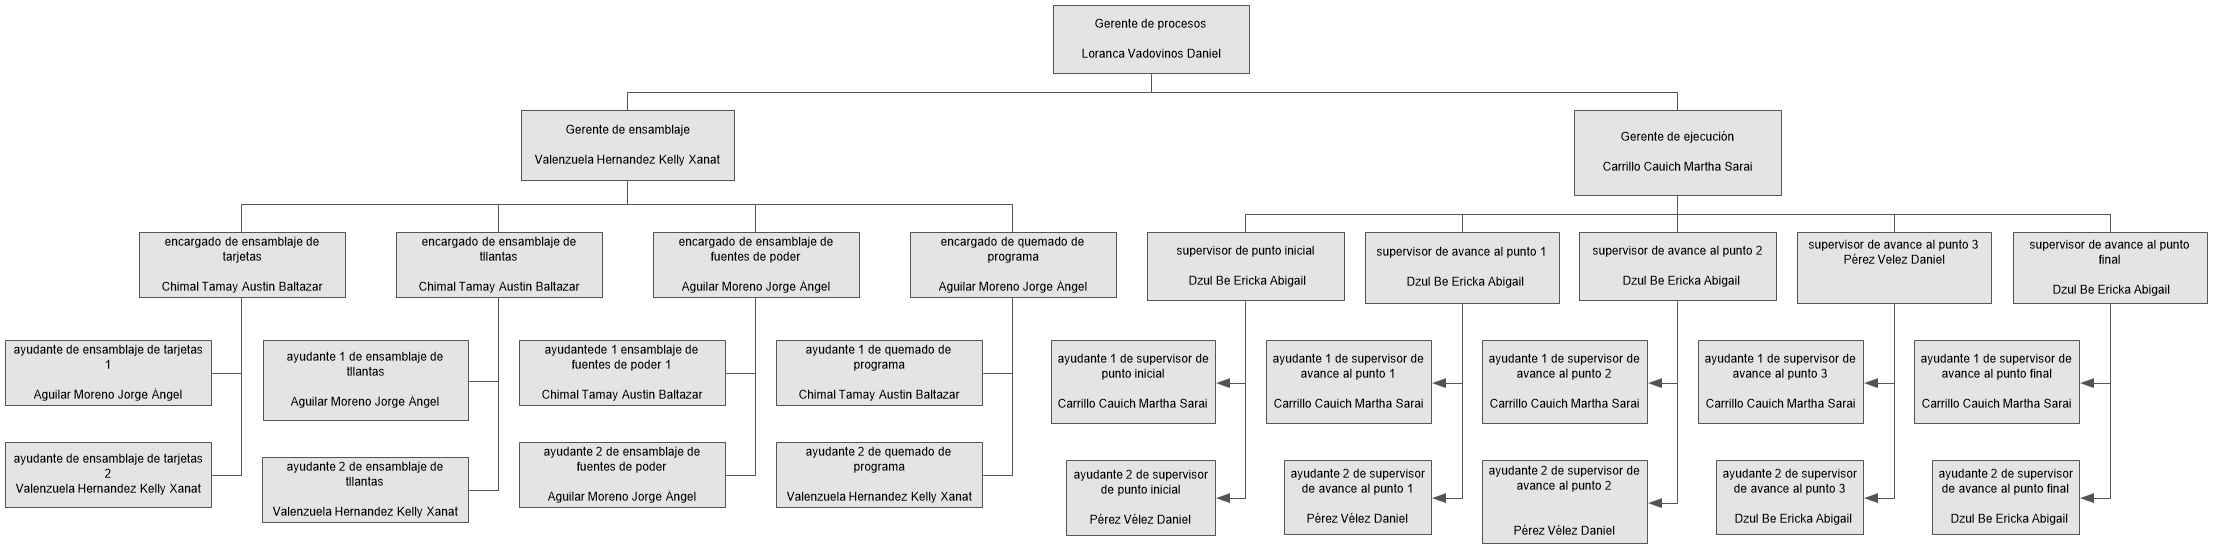 Gerente de procesos
Loranca Vadovinos Daniel
Gerente de ensamblaje
Valenzuela Hernandez Kelly Xanat
Gerente de ejecución
Carrillo Cauich Martha Sarai
encargado de ensamblaje de
tarjetas
Chimal Tamay Austin Baltazar
encargado de ensamblaje de
tllantas
Chimal Tamay Austin Baltazar
encargado de ensamblaje de
fuentes de poder
Aguilar Moreno Jorge Àngel
encargado de quemado de
programa
Aguilar Moreno Jorge Àngel
supervisor de punto inicial
Dzul Be Ericka Abigail
supervisor de avance al punto 1
Dzul Be Ericka Abigail
supervisor de avance al punto 2
Dzul Be Ericka Abigail
supervisor de avance al punto 3
Pérez Velez Daniel
supervisor de avance al punto
final
Dzul Be Ericka Abigail
ayudante de ensamblaje de tarjetas
1
Aguilar Moreno Jorge Àngel
ayudante 1 de ensamblaje de
tllantas
Aguilar Moreno Jorge Àngel
ayudantede 1 ensamblaje de
fuentes de poder 1
Chimal Tamay Austin Baltazar
ayudante 1 de quemado de
programa
Chimal Tamay Austin Baltazar
ayudante 1 de supervisor de
punto inicial
Carrillo Cauich Martha Sarai
ayudante 1 de supervisor de
avance al punto 1
Carrillo Cauich Martha Sarai
ayudante 1 de supervisor de
avance al punto 2
Carrillo Cauich Martha Sarai
ayudante 1 de supervisor de
avance al punto 3
Carrillo Cauich Martha Sarai
ayudante 1 de supervisor de
avance al punto final
Carrillo Cauich Martha Sarai
ayudante de ensamblaje de tarjetas
2
Valenzuela Hernandez Kelly Xanat
ayudante 2 de ensamblaje de
tllantas
Valenzuela Hernandez Kelly Xanat
ayudante 2 de ensamblaje de
fuentes de poder
Aguilar Moreno Jorge Àngel
ayudante 2 de quemado de
programa
Valenzuela Hernandez Kelly Xanat
ayudante 2 de supervisor
de punto inicial
Pérez Vélez Daniel
ayudante 2 de supervisor
de avance al punto 1
Pérez Vélez Daniel
ayudante 2 de supervisor de
avance al punto 2
Pérez Vélez Daniel
ayudante 2 de supervisor
de avance al punto 3
Dzul Be Ericka Abigail
ayudante 2 de supervisor
de avance al punto final
Dzul Be Ericka Abigail